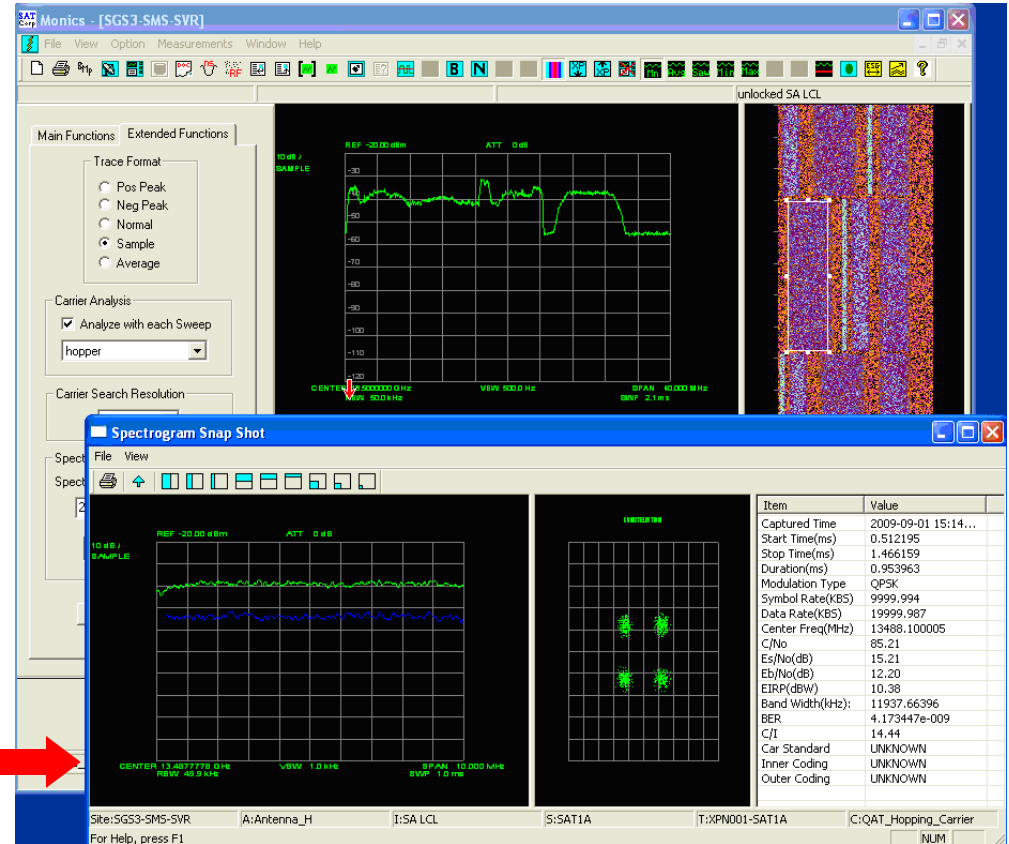 SAT Corp Monics - [SGS3-SMS-SVR]
File View Option Measurements Window Help
unlocked SA LCL
Main Functions Extended Functions
Trace Format
Pos Peak
Neg Peak
Normal
Sample
Average
Carrier Analysis
Analyze with each Sweep
hopper
Carrier Search Resolution
REF -20.00 dBm ATT 0 dB
10 dB /
SAMPLE
-30
-50
-60
-70
-80
-90
-100
-110
-120
VBW 500.0 Hz SPAN 40.000 MHz
RBW 50.0 kHz SWP 2.1 ms
Spectrogram Snap Shot
File View
REF -20.00 dBm ATT 0 dB
10 dB /
SAMPLE
CENTER 13.4877778 GHz VBW 1.0 kHz SPAN 10.000 MHz
RBW 49.9 kHz SWP 1.0 ms
CONSTELLATION
Item Value
Captured Time 2009-09-01 15:14...
Start Time(ms) 0.512195
Stop Time(ms) 1.466159
Duration(ms) 0.953963
Modulation Type QPSK
Symbol Rate(KBS) 9999.994
Data Rate(KBS) 19999.987
Center Freq(MHz) 13488.100005
C/No 85.21
Es/No(dB) 15.21
Eb/No(dB) 12.20
EIRP(dBW) 10.38
Band Width(kHz): 11937.66396
BER 4.173447e-009
C/I 14.44
Car Standard UNKNOWN
Inner Coding UNKNOWN
Outer Coding UNKNOWN
Site:SGS3-SMS-SVR A:Antenna_H I:SA LCL S:SAT1A T:XPN001-SAT1A C:QAT_Hopping_Carrier
For Help, press F1 NUM